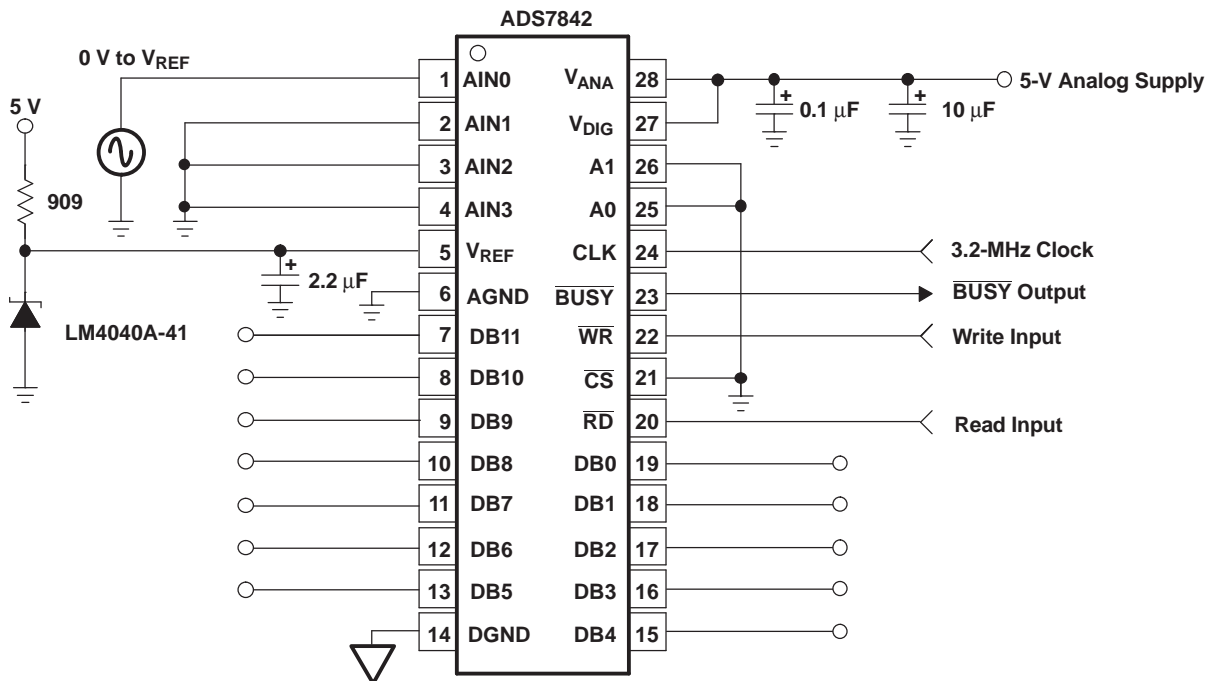 ADS7842
0 V to VREF
5 V
909
LM4040A-41
2.2 μF
1 AIN0
2 AIN1
3 AIN2
4 AIN3
5 VREF
6 AGND
7 DB11
8 DB10
9 DB9
10 DB8
11 DB7
12 DB6
13 DB5
14 DGND
VANA 28
VDIG 27
A1 26
A0 25
CLK 24
BUSY 23
WR 22
CS 21
RD 20
DB0 19
DB1 18
DB2 17
DB3 16
DB4 15
+
0.1 μF
+
10 μF
+
5-V Analog Supply
3.2-MHz Clock
BUSY Output
Write Input
Read Input